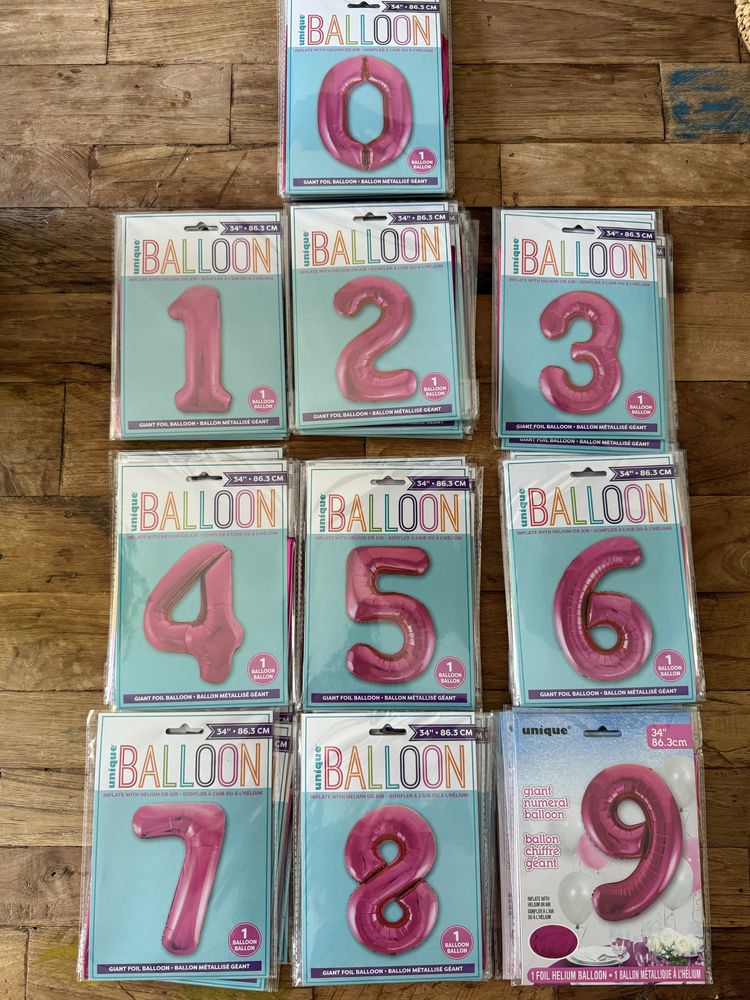 34" • 86.3 CM
unique BALLOON
INFLATE WITH HELIUM OR AIR • GONFLER À L'AIR OU À L'HÉLIUM
0
1
BALLOON
BALLON
GIANT FOIL BALLOON • BALLON MÉTALLISÉ GÉANT
34" • 86.3 CM
unique BALLOON
INFLATE WITH HELIUM OR AIR • GONFLER À L'AIR OU À L'HÉLIUM
1
1
BALLOON
BALLON
GIANT FOIL BALLOON • BALLON MÉTALLISÉ GÉANT
34" • 86.3 CM
unique BALLOON
INFLATE WITH HELIUM OR AIR • GONFLER À L'AIR OU À L'HÉLIUM
2
1
BALLOON
BALLON
GIANT FOIL BALLOON • BALLON MÉTALLISÉ GÉANT
34" • 86.3 CM
unique BALLOON
INFLATE WITH HELIUM OR AIR • GONFLER À L'AIR OU À L'HÉLIUM
3
1
BALLOON
BALLON
GIANT FOIL BALLOON • BALLON MÉTALLISÉ GÉANT
GIANT FOIL BALLOON • BALLON MÉTALLISÉ GÉANT
34" • 86.3 CM
unique BALLOON
INFLATE WITH HELIUM OR AIR • GONFLER À L'AIR OU À L'HÉLIUM
4
1
BALLOON
BALLON
GIANT FOIL BALLOON • BALLON MÉTALLISÉ GÉANT
34" • 86.3 CM
unique BALLOON
INFLATE WITH HELIUM OR AIR • GONFLER À L'AIR OU À L'HÉLIUM
5
1
BALLOON
BALLON
GIANT FOIL BALLOON • BALLON MÉTALLISÉ GÉANT
34" • 86.3 CM
unique BALLOON
INFLATE WITH HELIUM OR AIR • GONFLER À L'AIR OU À L'HÉLIUM
6
1
BALLOON
BALLON
GIANT FOIL BALLOON • BALLON MÉTALLISÉ GÉANT
34" • 86.3 CM
unique BALLOON
INFLATE WITH HELIUM OR AIR • GONFLER À L'AIR OU À L'HÉLIUM
7
1
BALLOON
BALLON
GIANT FOIL BALLOON • BALLON MÉTALLISÉ GÉANT
34" • 86.3 CM
unique BALLOON
INFLATE WITH HELIUM OR AIR • GONFLER À L'AIR OU À L'HÉLIUM
8
1
BALLOON
BALLON
GIANT FOIL BALLOON • BALLON MÉTALLISÉ GÉANT
unique
34"
86.3cm
giant
numeral
balloon
ballon
chiffre
géant
9
INFLATE WITH
HELIUM OR AIR
GONFLER À L'AIR
OU À L'HÉLIUM
1 FOIL HELIUM BALLOON • 1 BALLON MÉTALLIQUE À L'HÉLIUM